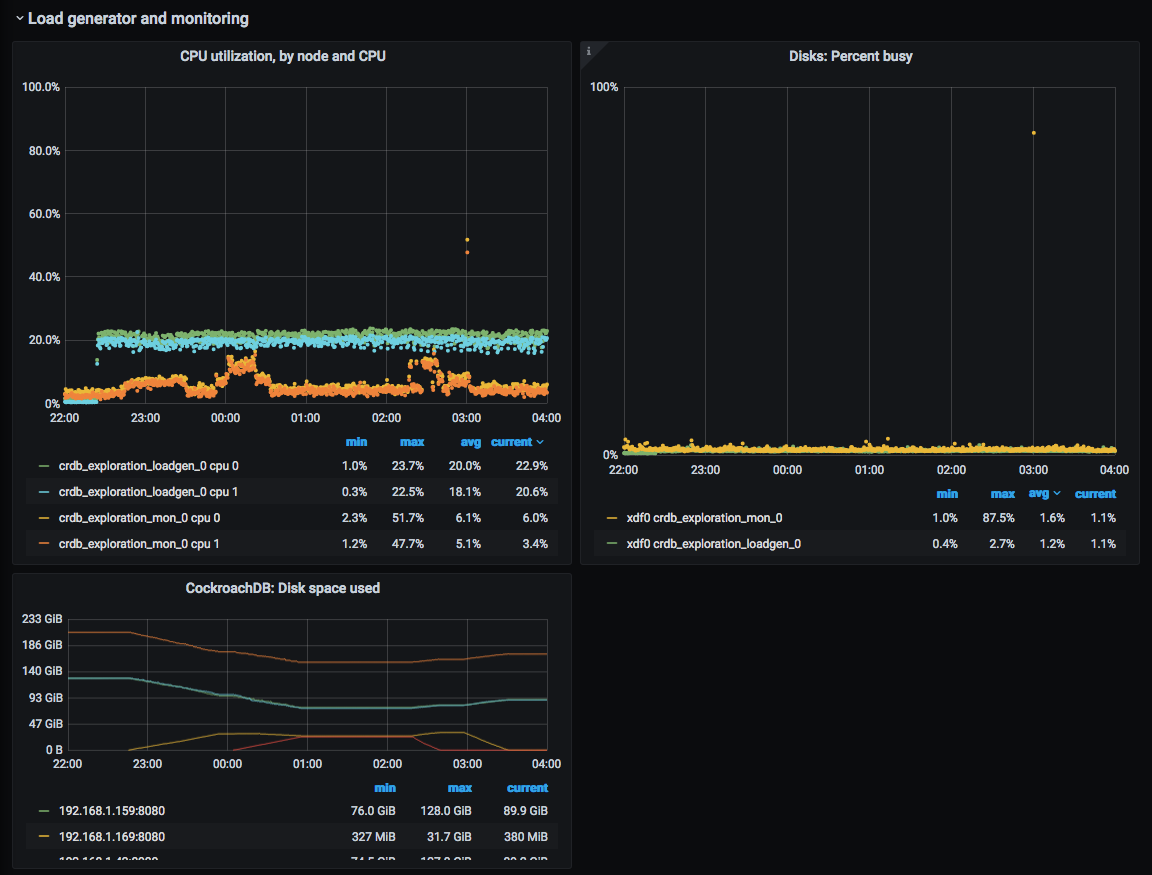 Load generator and monitoring
CPU utilization, by node and CPU
100.0%
80.0%
60.0%
40.0%
20.0%
0%
22:00 23:00 00:00 01:00 02:00 03:00 04:00
min max avg current
crdb_exploration_loadgen_0 cpu 0 1.0% 23.7% 20.0% 22.9%
crdb_exploration_loadgen_0 cpu 1 0.3% 22.5% 18.1% 20.6%
crdb_exploration_mon_0 cpu 0 2.3% 51.7% 6.1% 6.0%
crdb_exploration_mon_0 cpu 1 1.2% 47.7% 5.1% 3.4%
i
Disks: Percent busy
100%
0%
22:00 23:00 00:00 01:00 02:00 03:00 04:00
min max avg current
xdf0 crdb_exploration_mon_0 1.0% 87.5% 1.6% 1.1%
xdf0 crdb_exploration_loadgen_0 0.4% 2.7% 1.2% 1.1%
CockroachDB: Disk space used
233 GiB
186 GiB
140 GiB
93 GiB
47 GiB
0 B
22:00 23:00 00:00 01:00 02:00 03:00 04:00
min max current
192.168.1.159:8080 76.0 GiB 128.0 GiB 89.9 GiB
192.168.1.169:8080 327 MiB 31.7 GiB 380 MiB